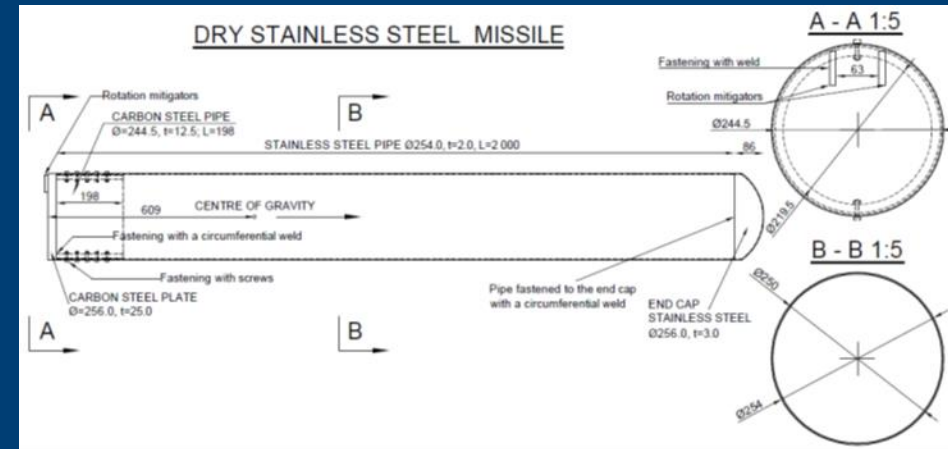 DRY STAINLESS STEEL MISSILE
A - A 1:5
Fastening with weld
63
Rotation mitigators
Ø244.5
Ø219.5
A
Rotation mitigators
CARBON STEEL PIPE
Ø=244.5, t=12.5; L=198
B
STAINLESS STEEL PIPE Ø254.0, t=2.0, L=2 000
86
198
609
CENTRE OF GRAVITY
Fastening with a circumferential weld
Fastening with screws
CARBON STEEL PLATE
Ø=256.0, t=25.0
Pipe fastened to the end cap
with a circumferential weld
END CAP
STAINLESS STEEL
Ø256.0, t=3.0
A
B
B - B 1:5
Ø250
Ø254